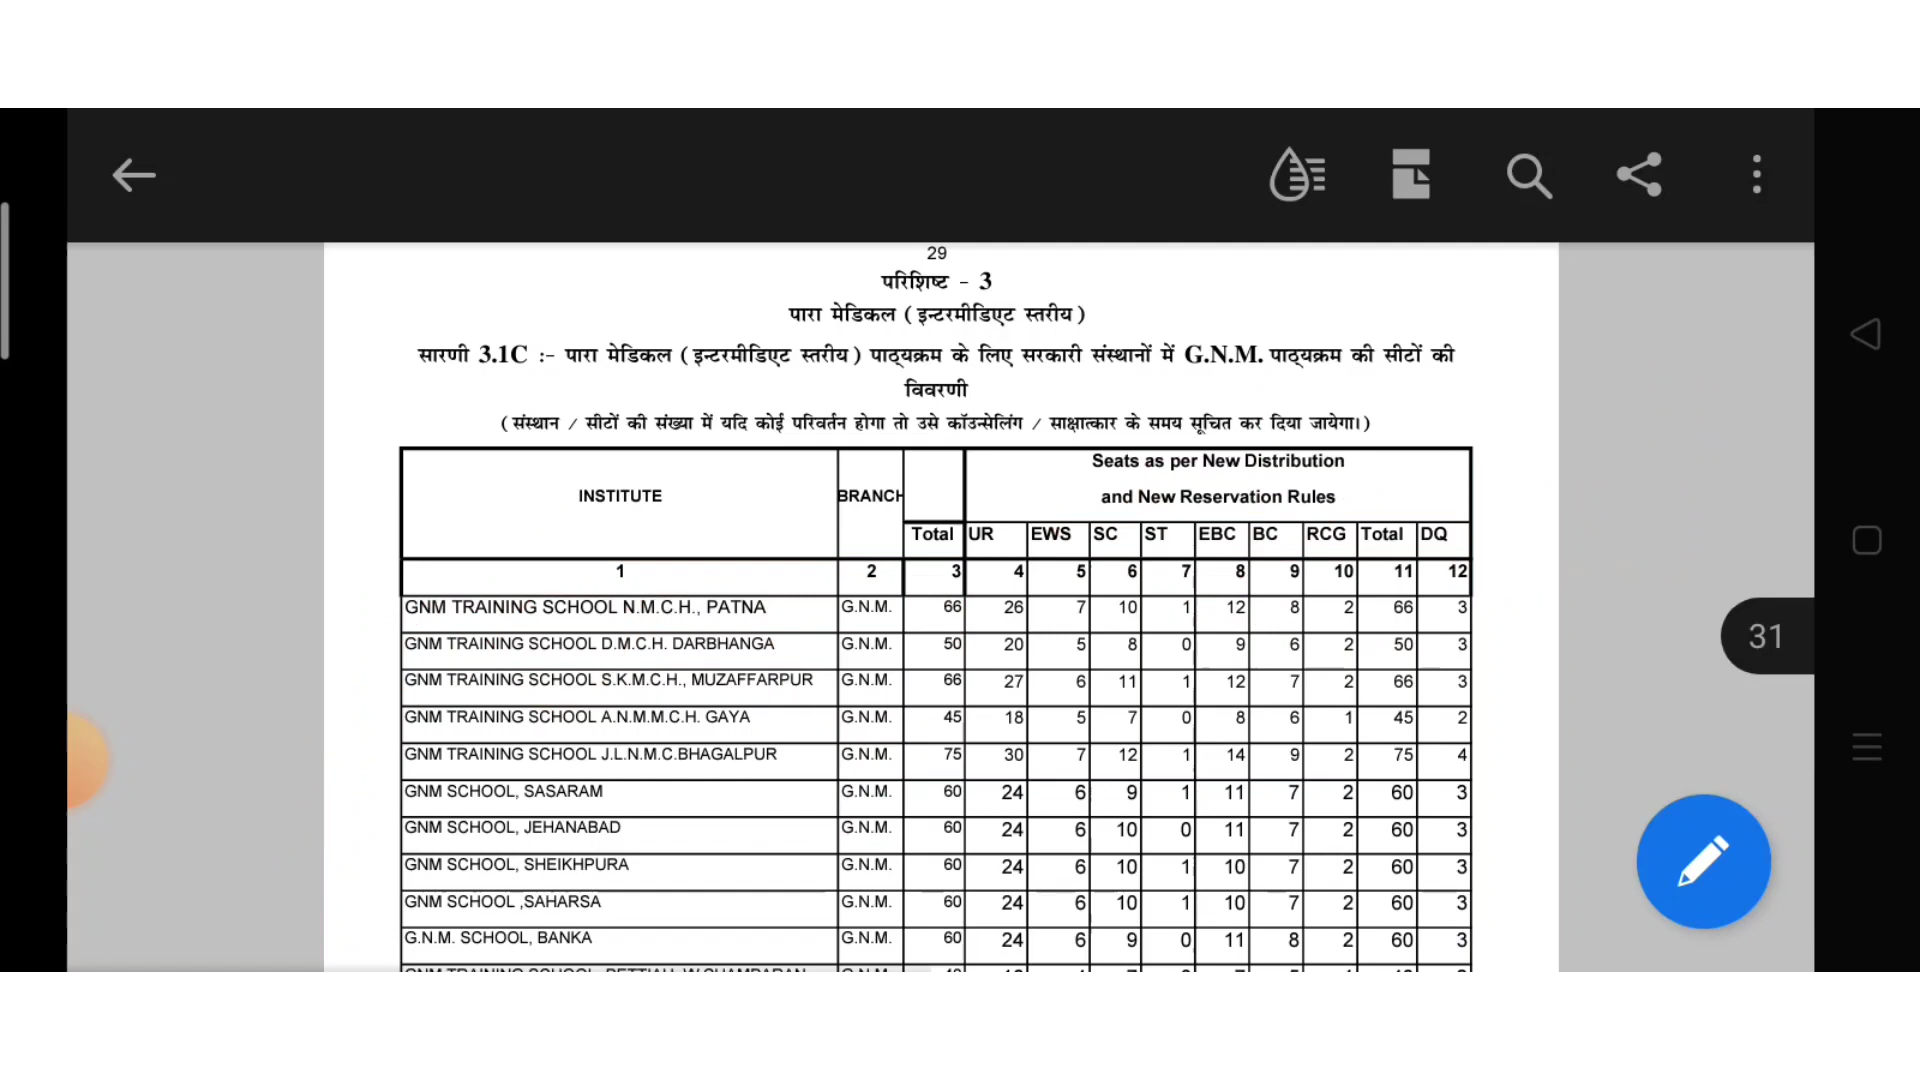 29
परिशिष्ट - 3
पारा मेडिकल ( इन्टरमीडिएट स्तरीय )
सारणी 3.1C :- पारा मेडिकल ( इन्टरमीडिएट स्तरीय ) पाठ्यक्रम के लिए सरकारी संस्थानों में G.N.M. पाठ्यक्रम की सीटों की
विवरणी
( संस्थान / सीटों की संख्या में यदि कोई परिवर्तन होगा तो उसे कॉउन्सेलिंग / साक्षात्कार के समय सूचित कर दिया जायेगा। )
Seats as per New Distribution
INSTITUTE BRANCH and New Reservation Rules
Total UR EWS SC ST EBC BC RCG Total DQ
1 2 3 4 5 6 7 8 9 10 11 12
GNM TRAINING SCHOOL N.M.C.H., PATNA G.N.M. 66 26 7 10 1 12 8 2 66 3
GNM TRAINING SCHOOL D.M.C.H. DARBHANGA G.N.M. 50 20 5 8 0 9 6 2 50 3
GNM TRAINING SCHOOL S.K.M.C.H., MUZAFFARPUR G.N.M. 66 27 6 11 1 12 7 2 66 3
GNM TRAINING SCHOOL A.N.M.M.C.H. GAYA G.N.M. 45 18 5 7 0 8 6 1 45 2
GNM TRAINING SCHOOL J.L.N.M.C.BHAGALPUR G.N.M. 75 30 7 12 1 14 9 2 75 4
GNM SCHOOL, SASARAM G.N.M. 60 24 6 9 1 11 7 2 60 3
GNM SCHOOL, JEHANABAD G.N.M. 60 24 6 10 0 11 7 2 60 3
GNM SCHOOL, SHEIKHPURA G.N.M. 60 24 6 10 1 10 7 2 60 3
GNM SCHOOL ,SAHARSA G.N.M. 60 24 6 10 1 10 7 2 60 3
G.N.M. SCHOOL, BANKA G.N.M. 60 24 6 9 0 11 8 2 60 3
31